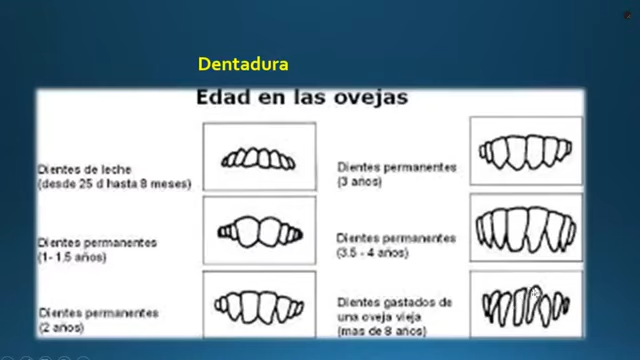 Dentadura
Edad en las ovejas
Dientes de leche
(desde 25 d hasta 8 meses)
Dientes permanentes
(1- 1,5 años)
Dientes permanentes
(2 años)
Dientes permanentes
(3 años)
Dientes permanentes
(3.5 - 4 años)
Dientes gastados de
una oveja vieja
(mas de 8 años)